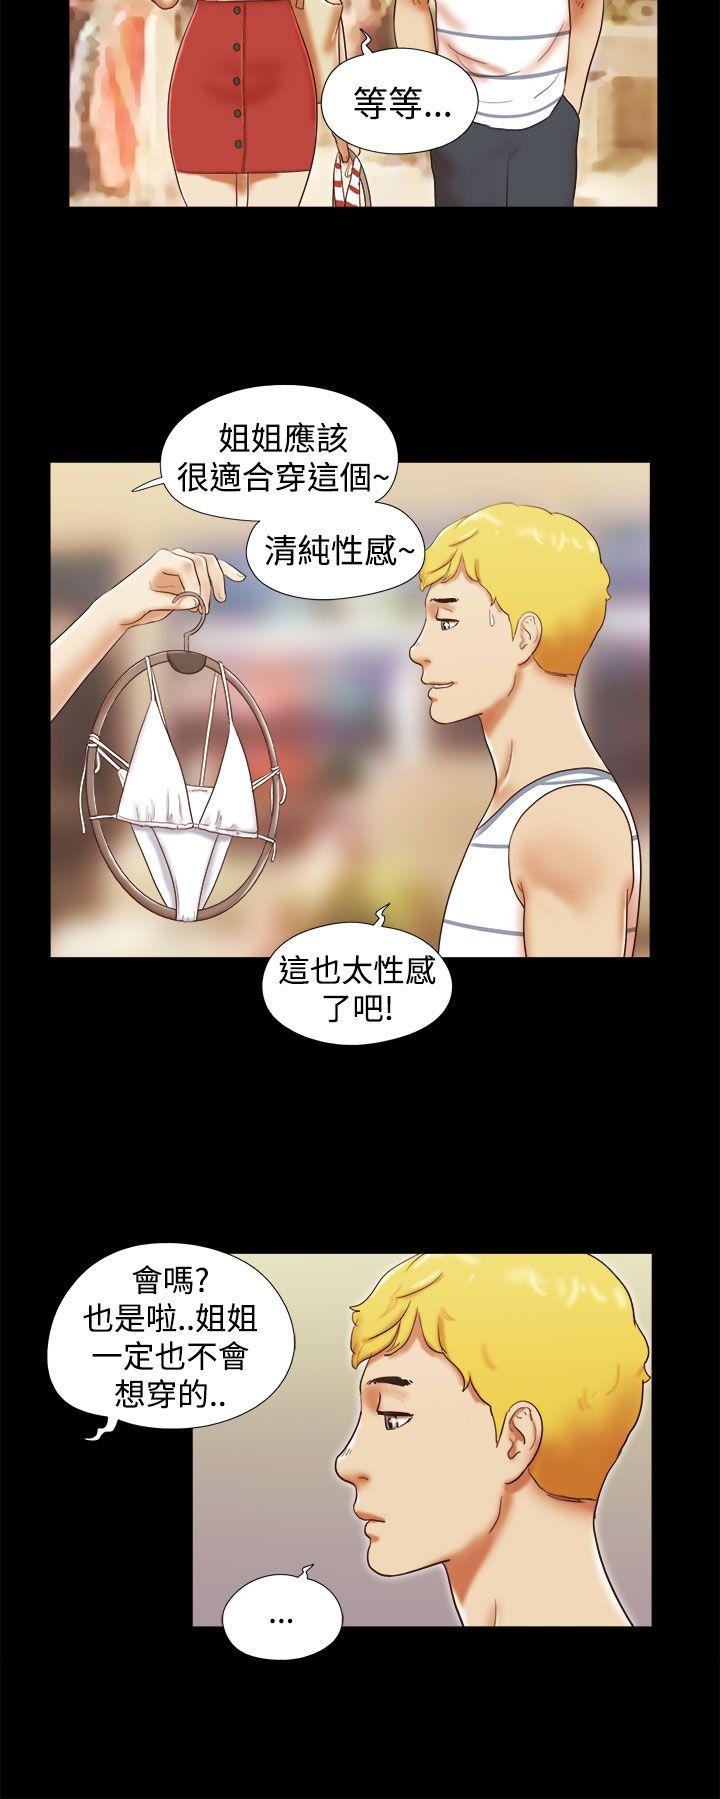 等等...
姐姐應該
很適合穿這個~
清純性感~
這也太性感
了吧!
會嗎?
也是啦..姐姐
一定也不會
想穿的..
...